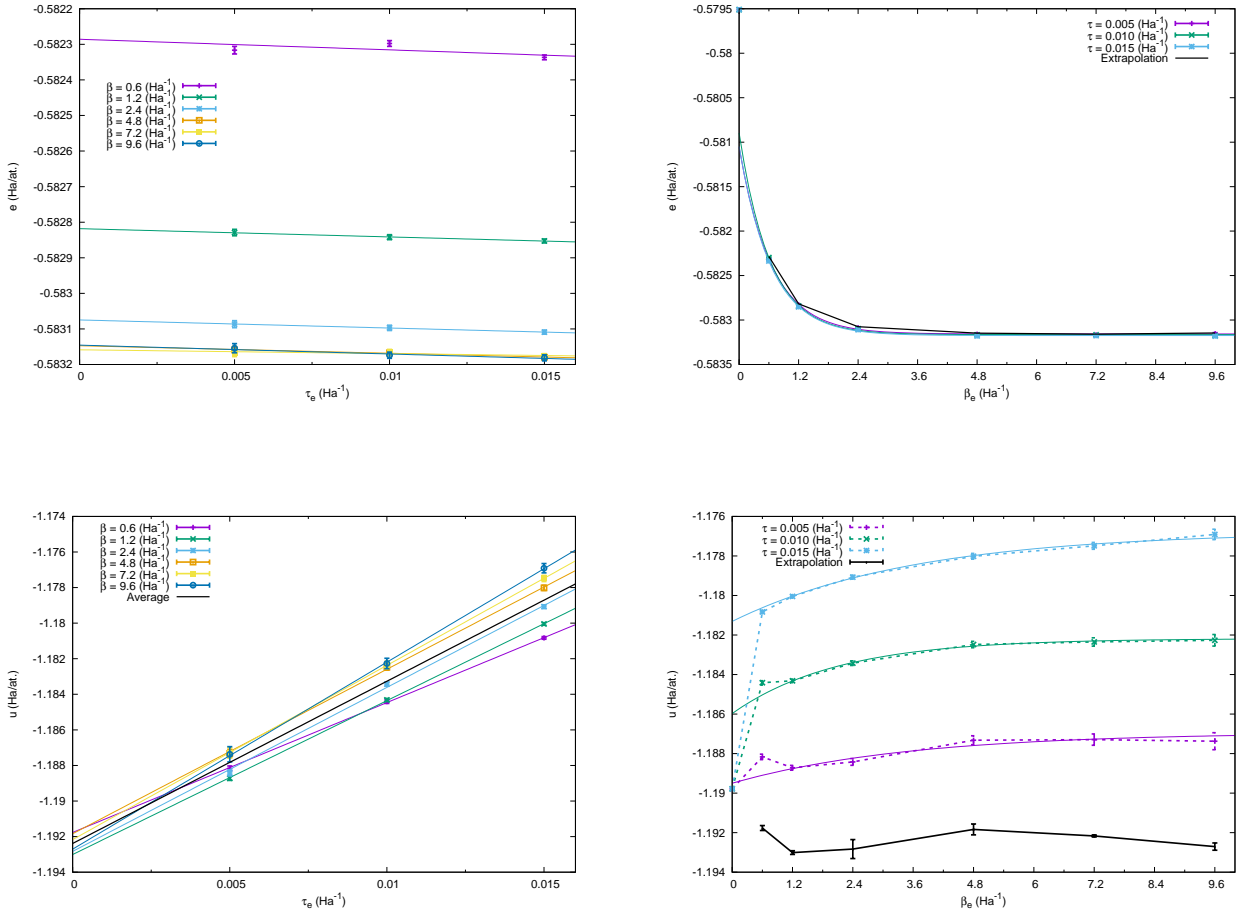 -0.5822
-0.5823
-0.5824
-0.5825
-0.5826
-0.5827
-0.5828
-0.5829
-0.583
-0.5831
-0.5832
0 0.005 0.01 0.015
e (Ha/at.)
τe (Ha-1)
β = 0.6 (Ha-1)
β = 1.2 (Ha-1)
β = 2.4 (Ha-1)
β = 4.8 (Ha-1)
β = 7.2 (Ha-1)
β = 9.6 (Ha-1)
-0.5795
-0.58
-0.5805
-0.581
-0.5815
-0.582
-0.5825
-0.583
-0.5835
0 1.2 2.4 3.6 4.8 6 7.2 8.4 9.6
e (Ha/at.)
βe (Ha-1)
τ = 0.005 (Ha-1)
τ = 0.010 (Ha-1)
τ = 0.015 (Ha-1)
Extrapolation
-1.174
-1.176
-1.178
-1.18
-1.182
-1.184
-1.186
-1.188
-1.19
-1.192
-1.194
0 0.005 0.01 0.015
u (Ha/at.)
τe (Ha-1)
β = 0.6 (Ha-1)
β = 1.2 (Ha-1)
β = 2.4 (Ha-1)
β = 4.8 (Ha-1)
β = 7.2 (Ha-1)
β = 9.6 (Ha-1)
Average
-1.176
-1.178
-1.18
-1.182
-1.184
-1.186
-1.188
-1.19
-1.192
-1.194
0 1.2 2.4 3.6 4.8 6 7.2 8.4 9.6
u (Ha/at.)
βe (Ha-1)
τ = 0.005 (Ha-1)
τ = 0.010 (Ha-1)
τ = 0.015 (Ha-1)
Extrapolation